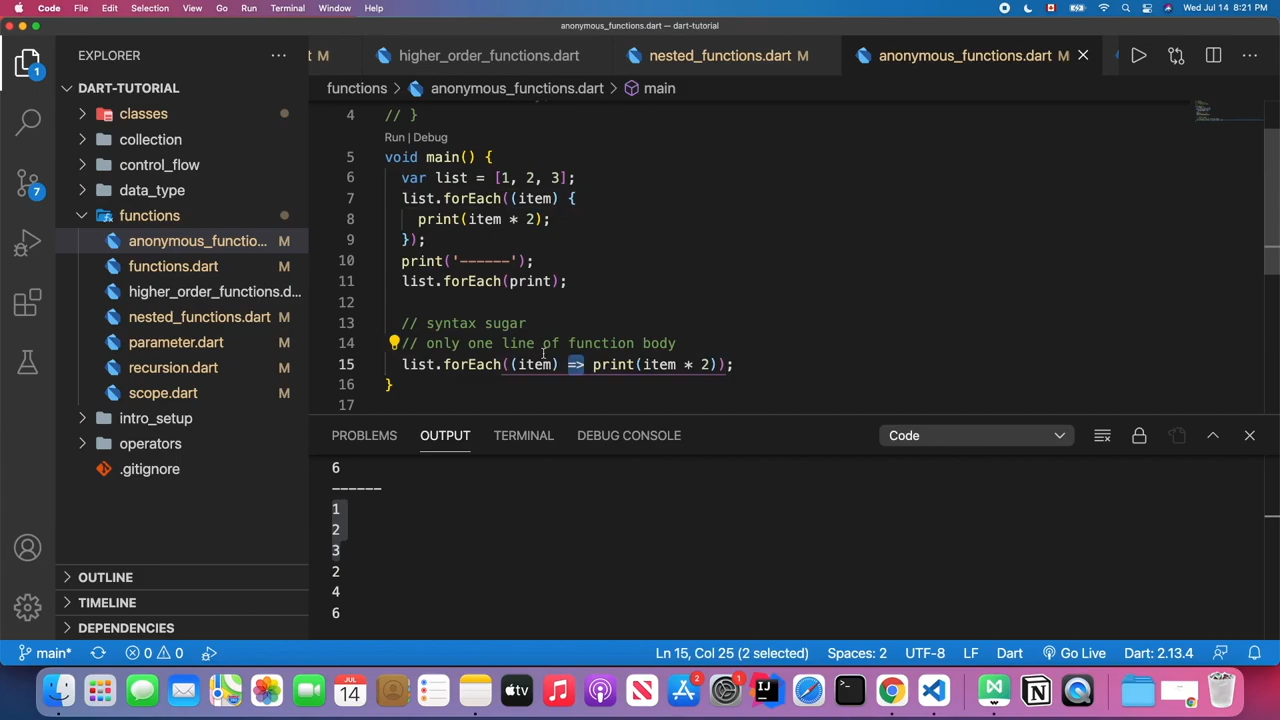 Code File Edit Selection View Go Run Terminal Window Help
Wed Jul 14 8:21 PM
anonymous_functions.dart — dart-tutorial
EXPLORER
M
higher_order_functions.dart
nested_functions.dart M
anonymous_functions.dart M
functions > anonymous_functions.dart > main
DART-TUTORIAL
classes
collection
control_flow
data_type
functions
anonymous_functio... M
functions.dart M
higher_order_functions.d...
nested_functions.dart M
parameter.dart M
recursion.dart M
scope.dart M
intro_setup
operators
.gitignore
OUTLINE
TIMELINE
DEPENDENCIES
1
7
4 // }
Run | Debug
5 void main() {
6 var list = [1, 2, 3];
7 list.forEach((item) {
8 print(item * 2);
9 });
10 print('------');
11 list.forEach(print);
12
13 // syntax sugar
14 // only one line of function body
15 list.forEach((item) => print(item * 2));
16 }
17
PROBLEMS OUTPUT TERMINAL DEBUG CONSOLE
Code
6
------
1
2
3
2
4
6
main* 0 0
Ln 15, Col 25 (2 selected) Spaces: 2 UTF-8 LF Dart Go Live Dart: 2.13.4
JUL
14
tv
2
1